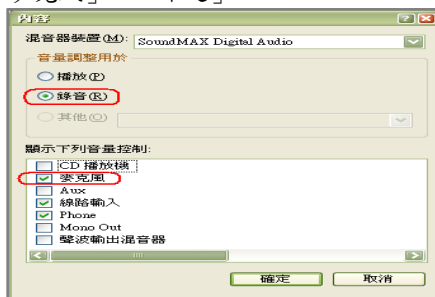 內容
混音器裝置(M): SoundMAX Digital Audio
音量調整用於
播放(P)
錄音(R)
其他(O)
顯示下列音量控制:
CD 播放機
麥克風
Aux
線路輸入
Phone
Mono Out
聲波輸出混音器
確定 取消